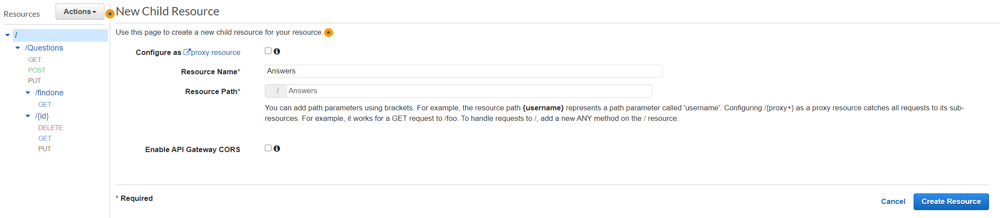 Resources
Actions
/
/Questions
GET
POST
PUT
/findone
GET
/{id}
DELETE
GET
PUT
New Child Resource
Use this page to create a new child resource for your resource.
Configure as proxy resource
Resource Name* Answers
Resource Path* / Answers
You can add path parameters using brackets. For example, the resource path {username} represents a path parameter called 'username'. Configuring /{proxy+} as a proxy resource catches all requests to its sub-
resources. For example, it works for a GET request to /foo. To handle requests to /, add a new ANY method on the / resource.
Enable API Gateway CORS
* Required
Cancel Create Resource